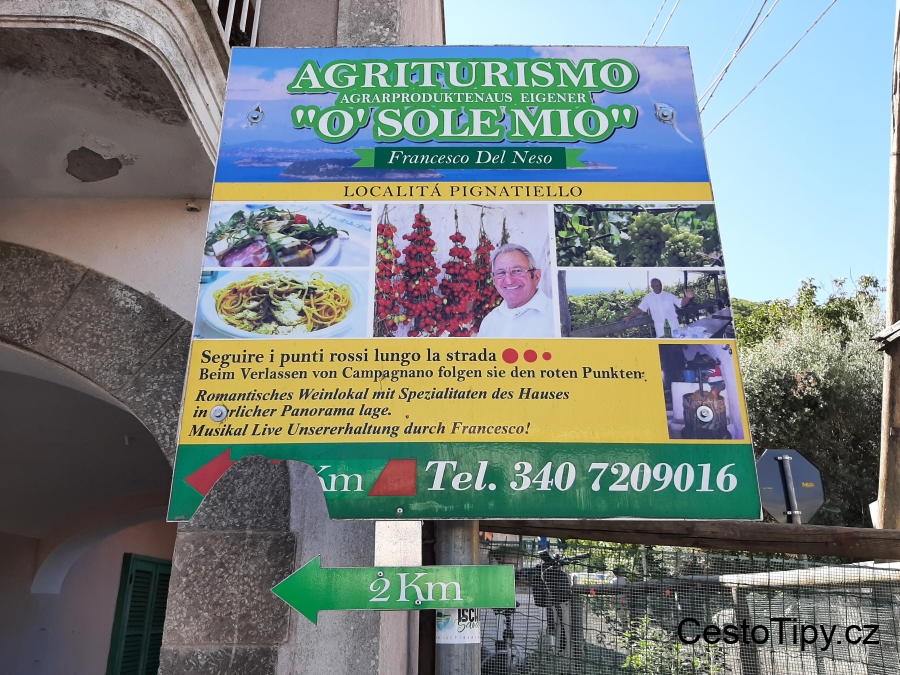 AGRITURISMO
AGRARPRODUKTENAUS EIGENER
"O' SOLE MIO"
Francesco Del Neso
LOCALITÁ PIGNATIELLO
Seguire i punti rossi lungo la strada
Beim Verlassen von Campagnano folgen sie den roten Punkten
Romantisches Weinlokal mit Spezialitaten des Hauses
in Panorama lage.
Musikal Live Unsererhaltung durch Francesco!
Km Tel. 340 7209016
2 Km
CestoTipy.cz